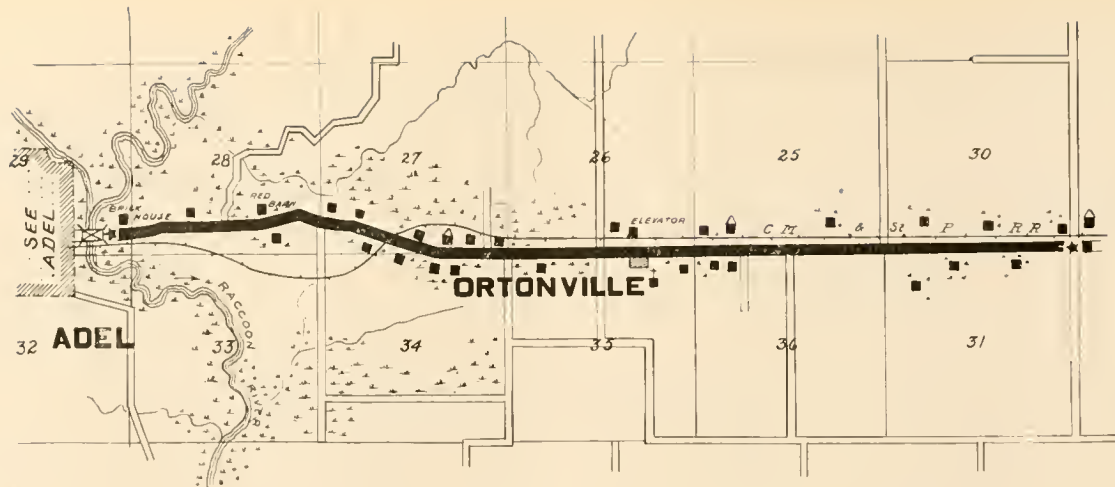 29
28
27
26
25
30
BRICK HOUSE
RED BARN
ELEVATOR
SEE ADEL
C M & St P RR
ORTONVILLE
RACCOON RIVER
32
ADEL
33
34
35
36
31